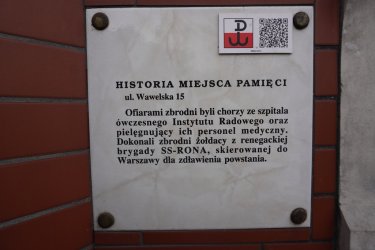 HISTORIA MIEJSCA PAMIĘCI
ul. Wawelska 15
Ofiarami zbrodni byli chorzy ze szpitala
ówczesnego Instytutu Radowego oraz
pielęgnujący ich personel medyczny.
Dokonali zbrodni żołdacy z renegackiej
brygady SS-RONA, skierowanej do
Warszawy dla zdławienia powstania.